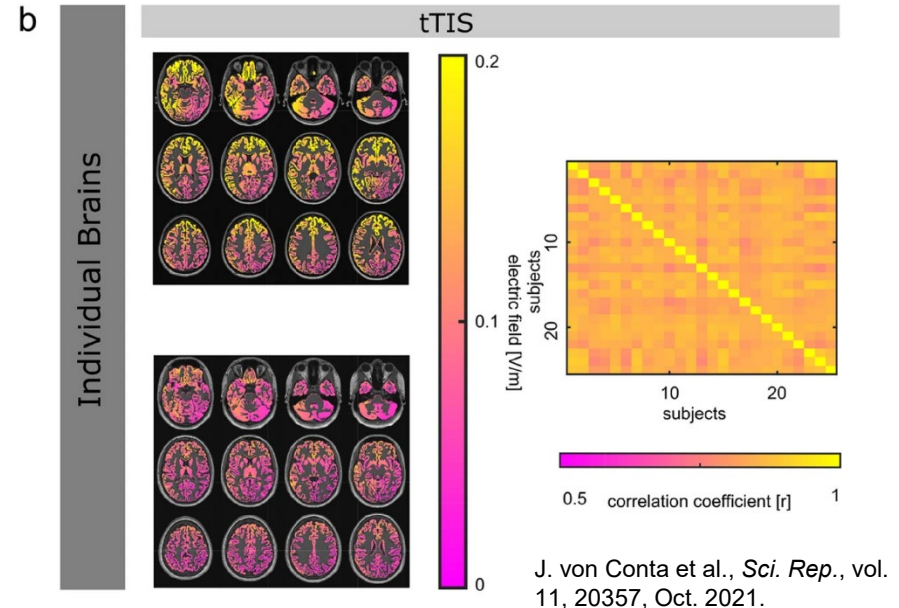 b
tTIS
Individual Brains
0.2
0.1
0
electric field [V/m]
subjects
10
20
10
20
subjects
0.5
correlation coefficient [r]
1
J. von Conta et al., Sci. Rep., vol.
11, 20357, Oct. 2021.